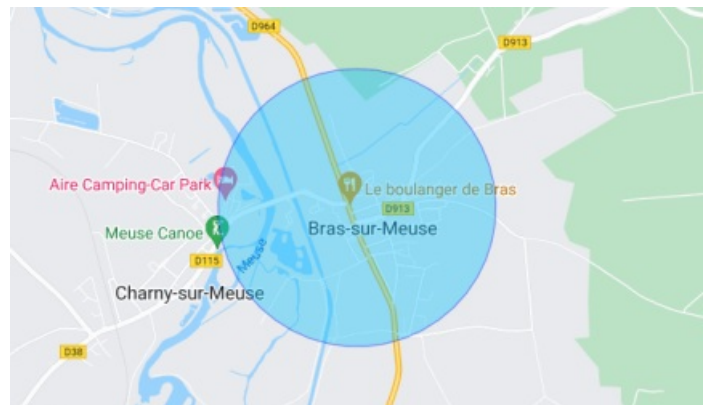 D964
D913
Aire Camping-Car Park
Le boulanger de Bras
D913
Meuse Canoe
Bras-sur-Meuse
Meuse
D115
Charny-sur-Meuse
D38